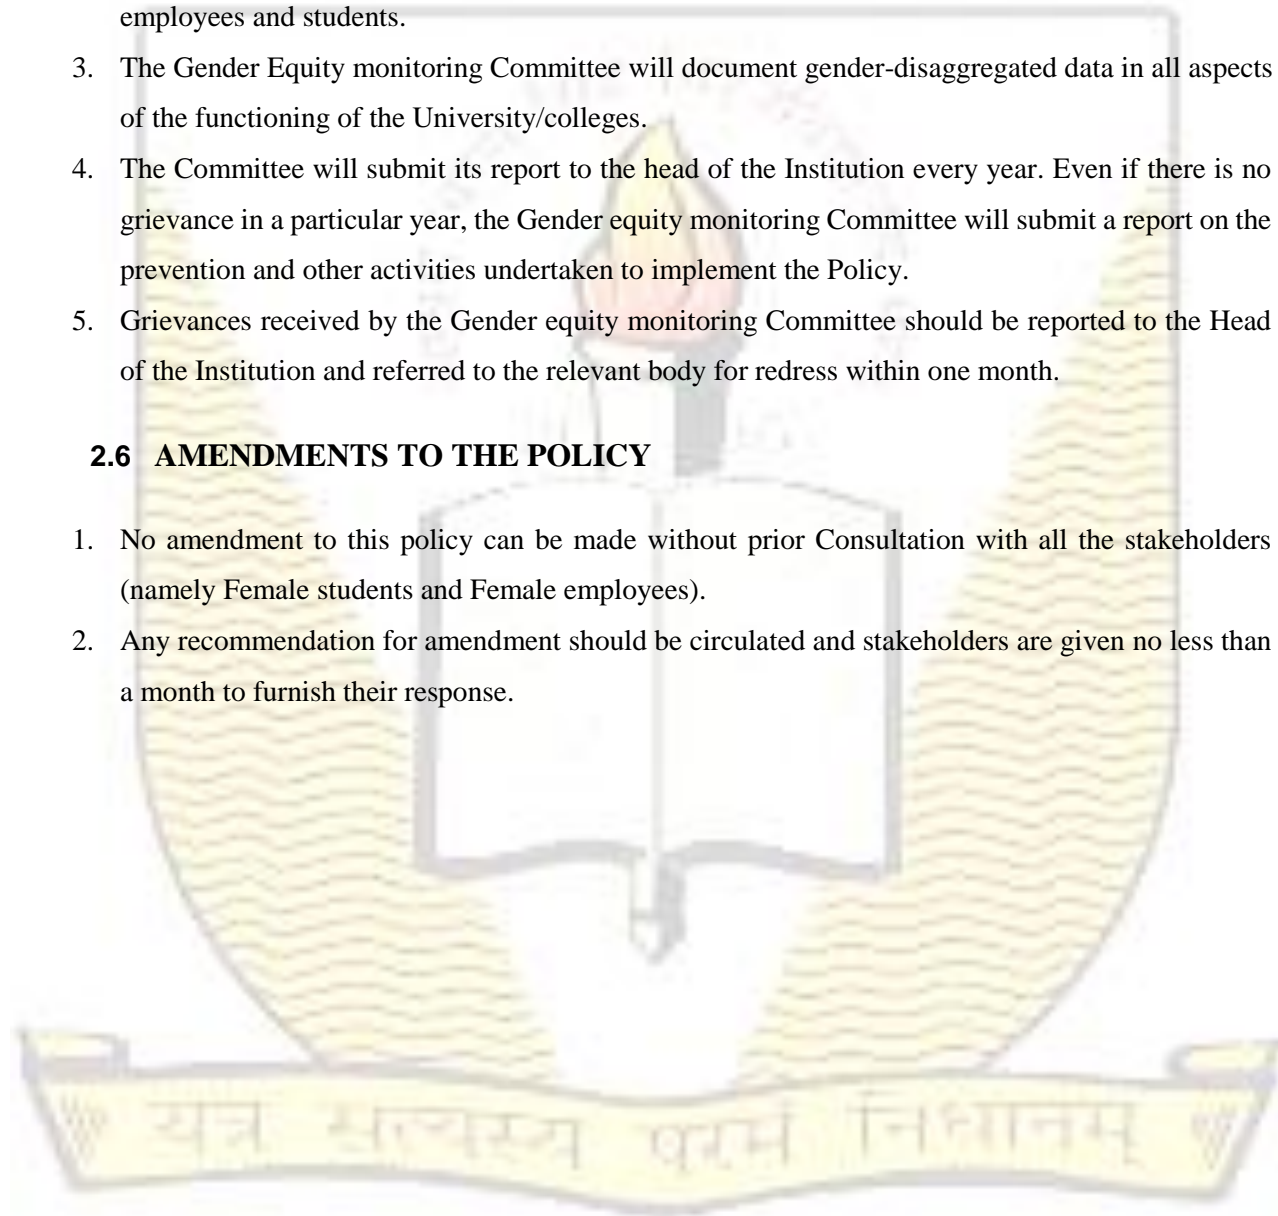 employees and students.
3. The Gender Equity monitoring Committee will document gender-disaggregated data in all aspects
of the functioning of the University/colleges.
4. The Committee will submit its report to the head of the Institution every year. Even if there is no
grievance in a particular year, the Gender equity monitoring Committee will submit a report on the
prevention and other activities undertaken to implement the Policy.
5. Grievances received by the Gender equity monitoring Committee should be reported to the Head
of the Institution and referred to the relevant body for redress within one month.
2.6 AMENDMENTS TO THE POLICY
1. No amendment to this policy can be made without prior Consultation with all the stakeholders
(namely Female students and Female employees).
2. Any recommendation for amendment should be circulated and stakeholders are given no less than
a month to furnish their response.
यत्र सत्यस्य परमं निधानम्